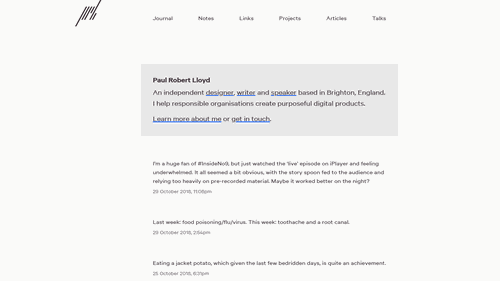 Journal Notes Links Projects Articles Talks
Paul Robert Lloyd
An independent designer, writer and speaker based in Brighton, England.
I help responsible organisations create purposeful digital products.
Learn more about me or get in touch.
I'm a huge fan of #InsideNo9, but just watched the 'live' episode on iPlayer and feeling
underwhelmed. It all seemed a bit obvious, with the story spoon fed to the audience and
relying too heavily on pre-recorded material. Maybe it worked better on the night?
29 October 2018, 11:08pm
Last week: food poisoning/flu/virus. This week: toothache and a root canal.
29 October 2018, 2:54pm
Eating a jacket potato, which given the last few bedridden days, is quite an achievement.
25 October 2018, 8:31pm